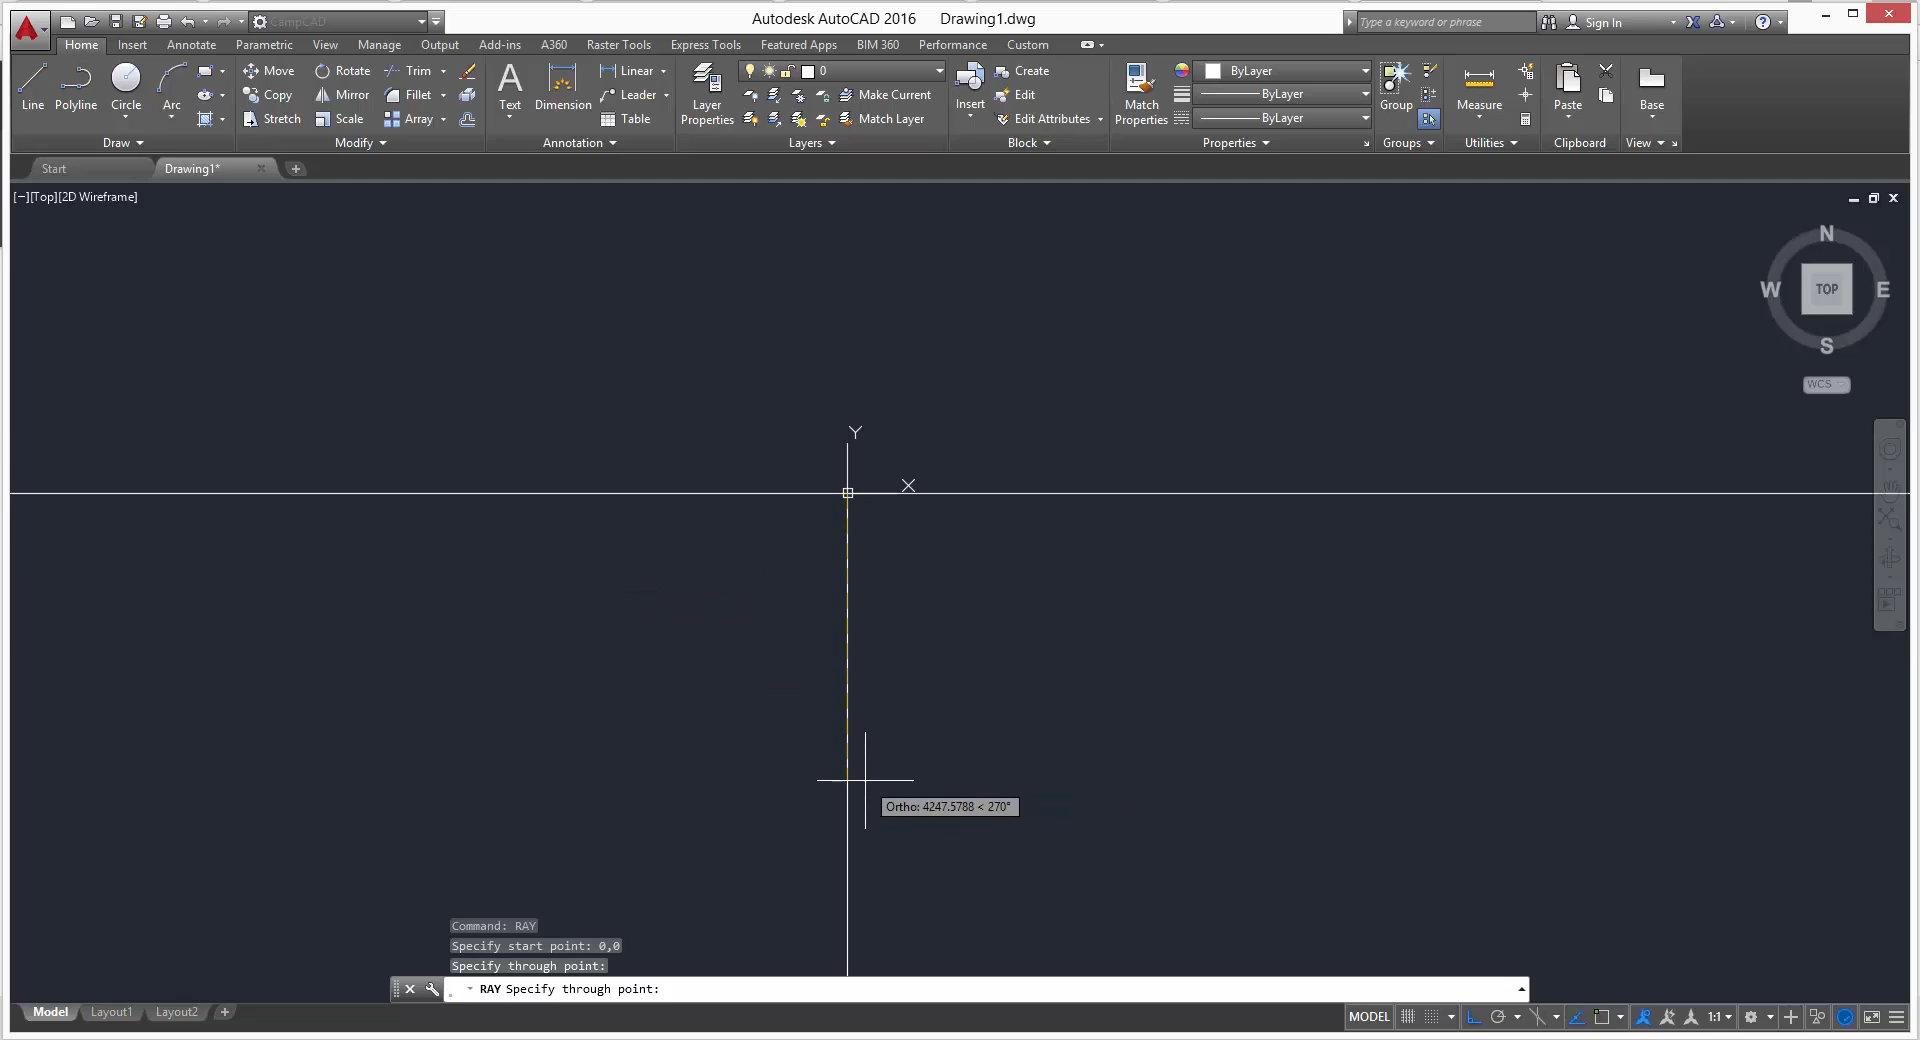 CampCAD
Autodesk AutoCAD 2016 Drawing1.dwg
Type a keyword or phrase
Sign In
Home Insert Annotate Parametric View Manage Output Add-ins A360 Raster Tools Express Tools Featured Apps BIM 360 Performance Custom
Line
Polyline
Circle
Arc
Draw
Move Rotate Trim
Copy Mirror Fillet
Stretch Scale Array
Modify
A
Text
Dimension
Linear
Leader
Table
Annotation
Layer
Properties
0
Make Current
Match Layer
Layers
Insert
Create
Edit
Edit Attributes
Block
Match
Properties
ByLayer
ByLayer
ByLayer
Properties
Group
Groups
Measure
Utilities
Paste
Clipboard
Base
View
Start Drawing1*
[−][Top][2D Wireframe]
N
W TOP E
S
WCS
Y
X
Ortho: 4247.5788 < 270°
Command: RAY
Specify start point: 0,0
Specify through point:
RAY Specify through point:
Model Layout1 Layout2
MODEL 1:1